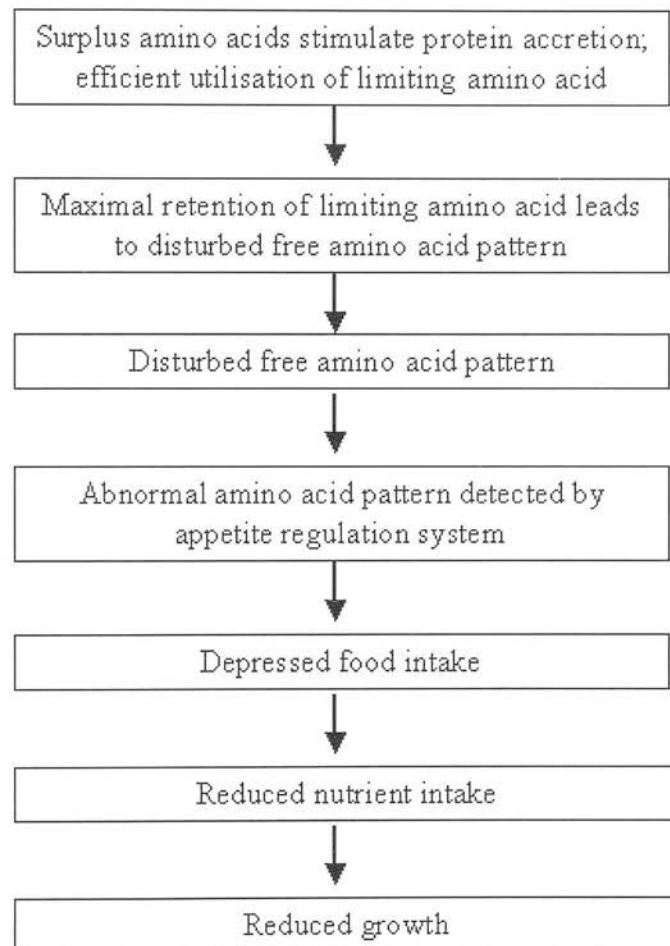 Surplus amino acids stimulate protein accretion;
efficient utilisation of limiting amino acid
Maximal retention of limiting amino acid leads
to disturbed free amino acid pattern
Disturbed free amino acid pattern
Abnormal amino acid pattern detected by
appetite regulation system
Depressed food intake
Reduced nutrient intake
Reduced growth